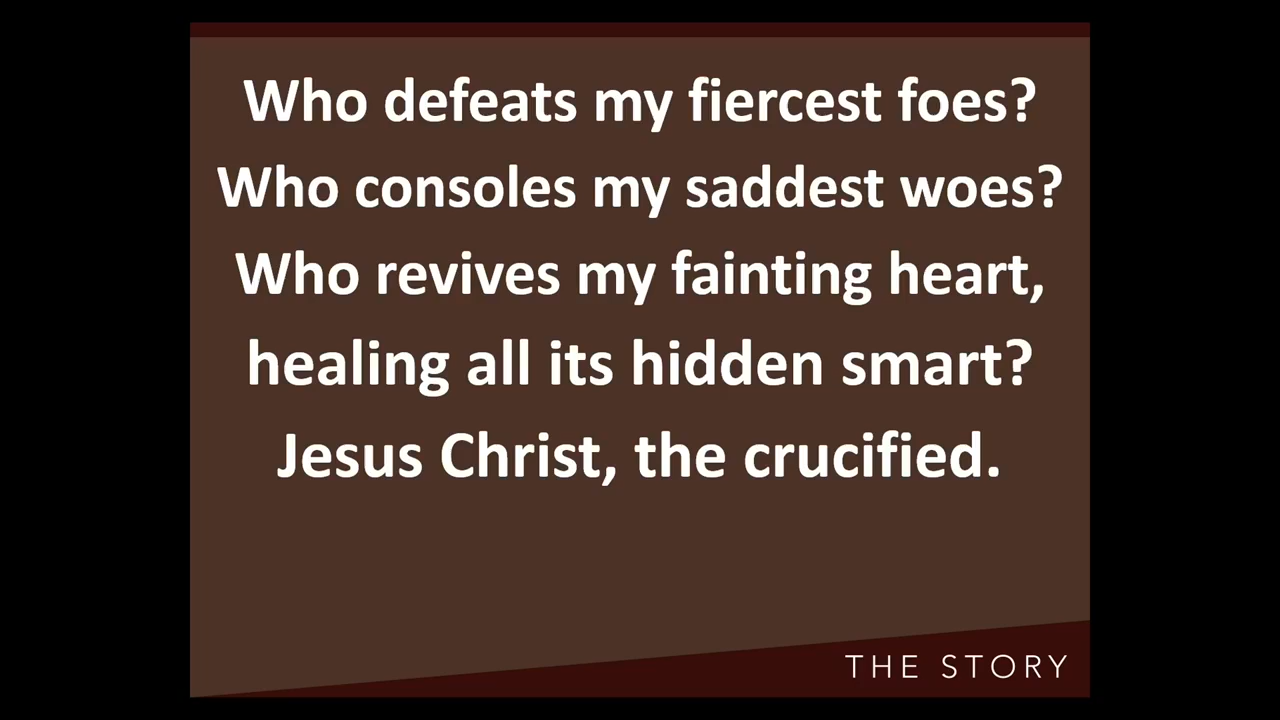 Who defeats my fiercest foes?
Who consoles my saddest woes?
Who revives my fainting heart,
healing all its hidden smart?
Jesus Christ, the crucified.
THE STORY